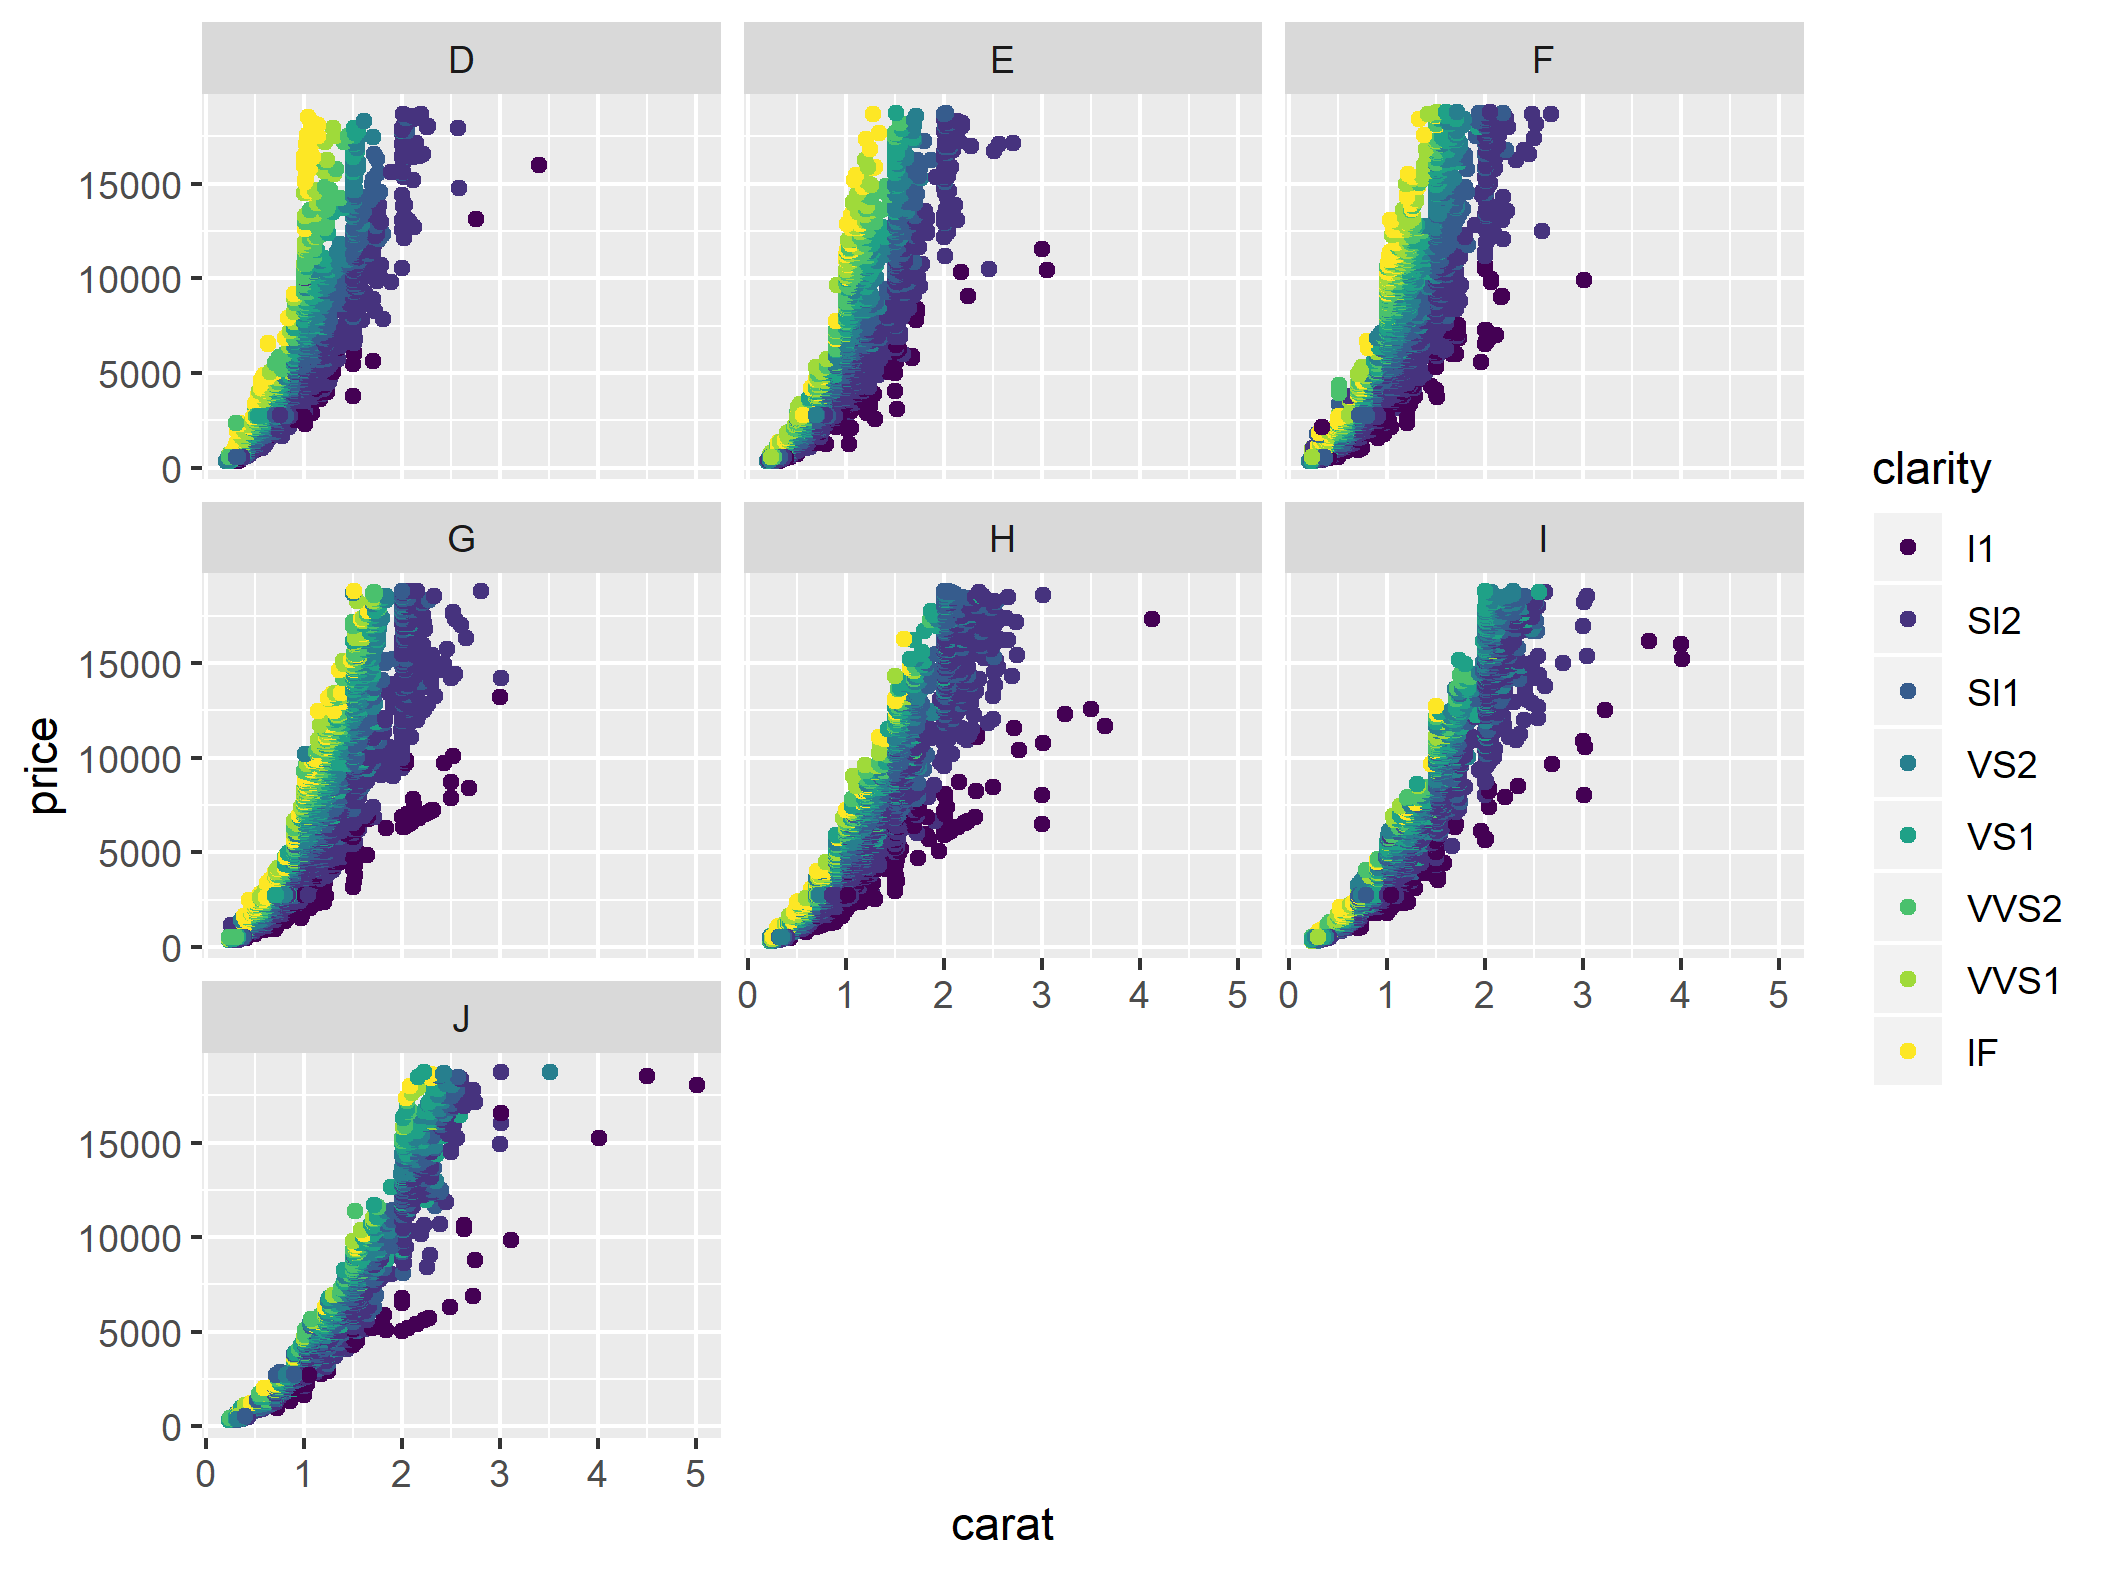 D E F
15000
10000
5000
0
G H I
15000
10000
5000
0
0 1 2 3 4 5 0 1 2 3 4 5
J
15000
10000
5000
0
0 1 2 3 4 5
price
carat
clarity
I1
SI2
SI1
VS2
VS1
VVS2
VVS1
IF